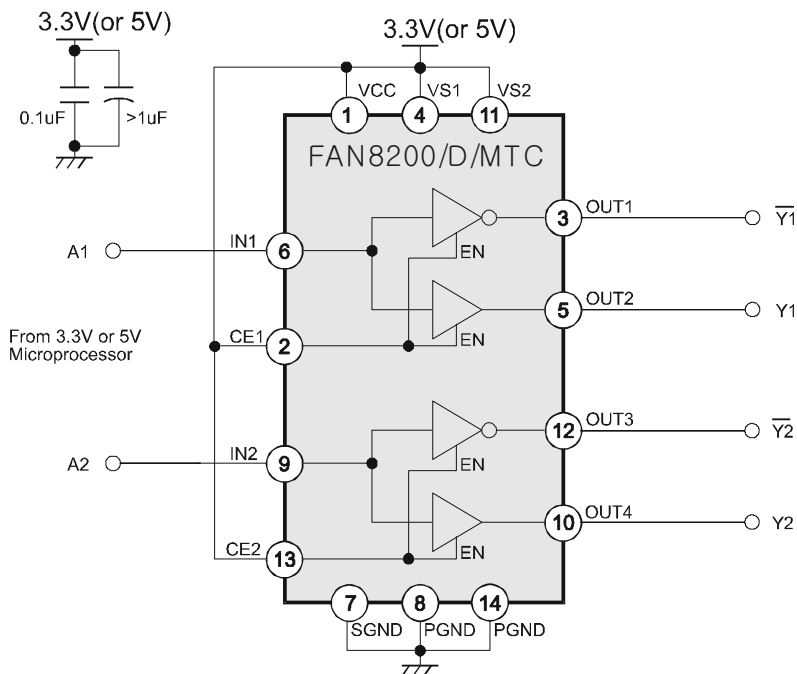 3.3V(or 5V)
0.1uF
>1uF
3.3V(or 5V)
VCC
VS1
VS2
1
4
11
FAN8200/D/MTC
A1
IN1
6
EN
3
OUT1
Y1
EN
5
OUT2
Y1
From 3.3V or 5V
Microprocessor
CE1
2
A2
IN2
9
EN
12
OUT3
Y2
EN
10
OUT4
Y2
CE2
13
7
8
14
SGND
PGND
PGND